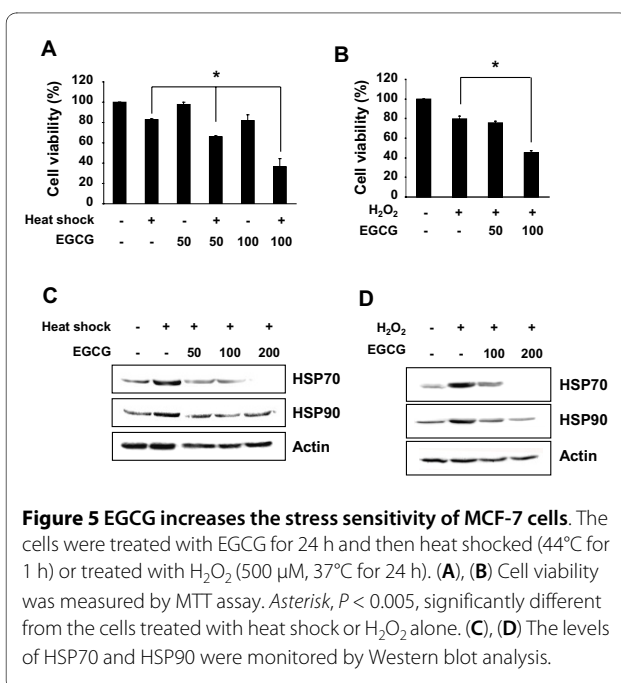 A
*
Cell viability (%)
120
100
80
60
40
20
0
Heat shock - + - + - +
EGCG - - 50 50 100 100
B
*
Cell viability (%)
120
100
80
60
40
20
0
H₂O₂ - + + +
EGCG - - 50 100
C
Heat shock - + + + +
EGCG - - 50 100 200
HSP70
HSP90
Actin
D
H₂O₂ - + + +
EGCG - - 100 200
HSP70
HSP90
Actin
Figure 5 EGCG increases the stress sensitivity of MCF-7 cells. The
cells were treated with EGCG for 24 h and then heat shocked (44°C for
1 h) or treated with H₂O₂ (500 μM, 37°C for 24 h). (A), (B) Cell viability
was measured by MTT assay. Asterisk, P < 0.005, significantly different
from the cells treated with heat shock or H₂O₂ alone. (C), (D) The levels
of HSP70 and HSP90 were monitored by Western blot analysis.